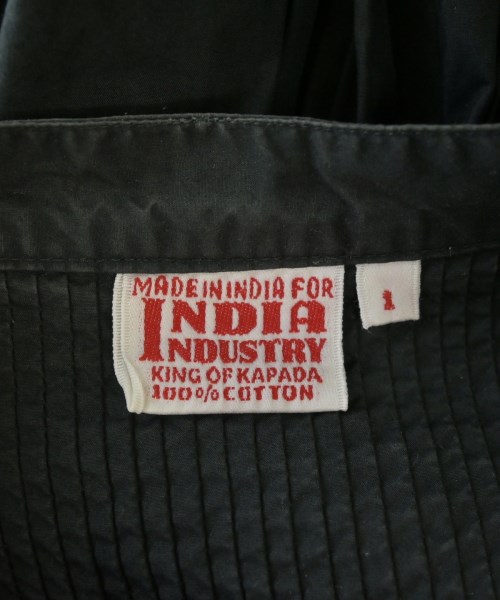 MADE IN INDIA FOR
INDIA
INDUSTRY
KING OF KAPADA
100% COTTON
1